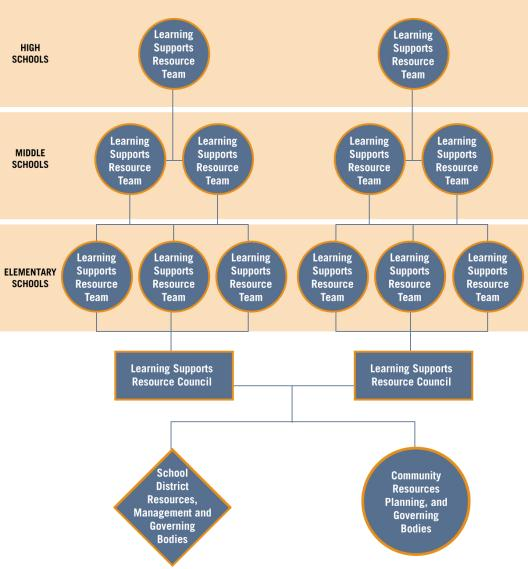 HIGH
SCHOOLS
Learning
Supports
Resource
Team
Learning
Supports
Resource
Team
MIDDLE
SCHOOLS
Learning
Supports
Resource
Team
Learning
Supports
Resource
Team
Learning
Supports
Resource
Team
Learning
Supports
Resource
Team
ELEMENTARY
SCHOOLS
Learning
Supports
Resource
Team
Learning
Supports
Resource
Team
Learning
Supports
Resource
Team
Learning
Supports
Resource
Team
Learning
Supports
Resource
Team
Learning
Supports
Resource
Team
Learning Supports
Resource Council
Learning Supports
Resource Council
School
District
Resources,
Management and
Governing
Bodies
Community
Resources
Planning, and
Governing
Bodies